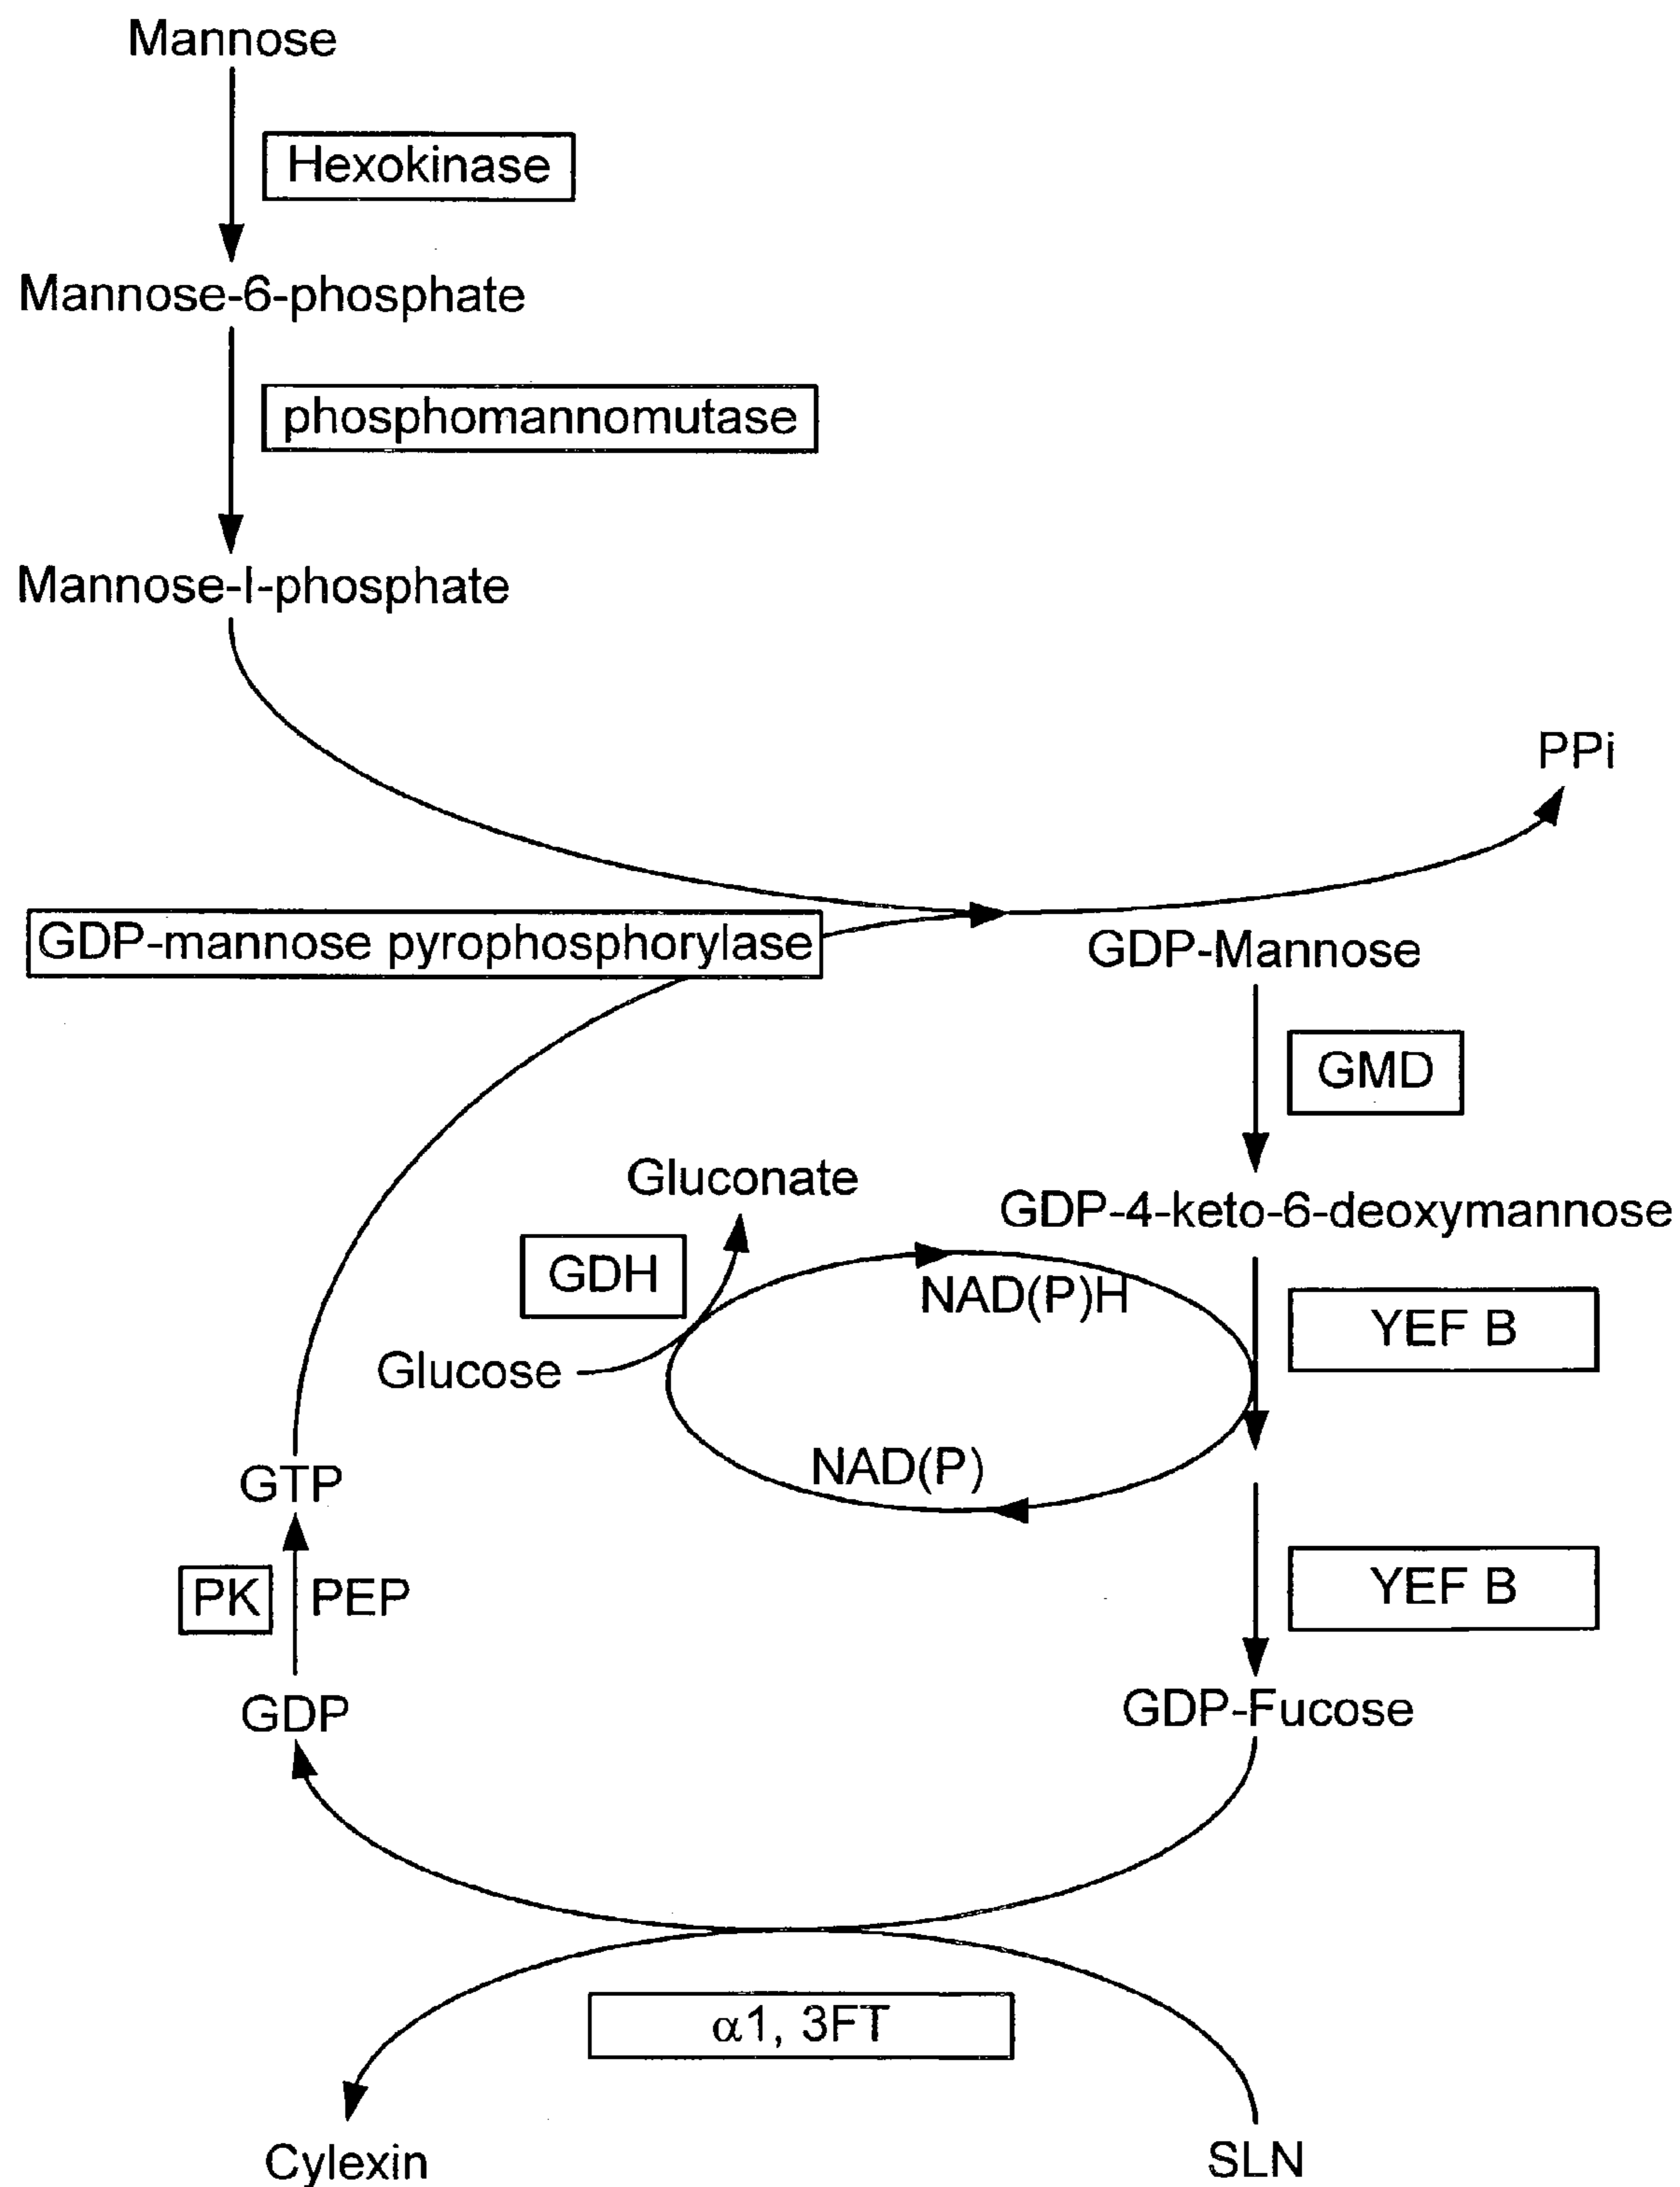 Mannose
Hexokinase
Mannose-6-phosphate
phosphomannomutase
Mannose-I-phosphate
PPi
GDP-mannose pyrophosphorylase
GDP-Mannose
GMD
Gluconate
GDP-4-keto-6-deoxymannose
GDH
NAD(P)H
YEF B
Glucose
NAD(P)
GTP
PK
PEP
YEF B
GDP
GDP-Fucose
α1, 3FT
Cylexin
SLN